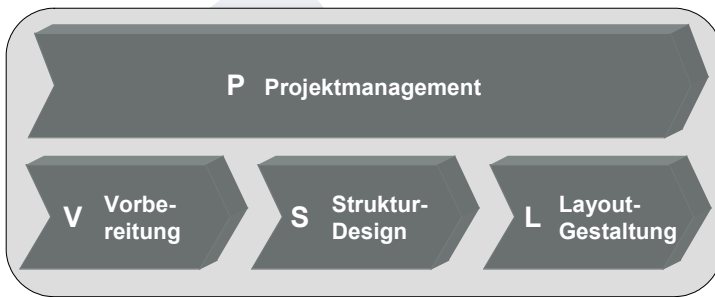 P Projektmanagement
V Vorbe-
reitung
S Struktur-
Design
L Layout-
Gestaltung